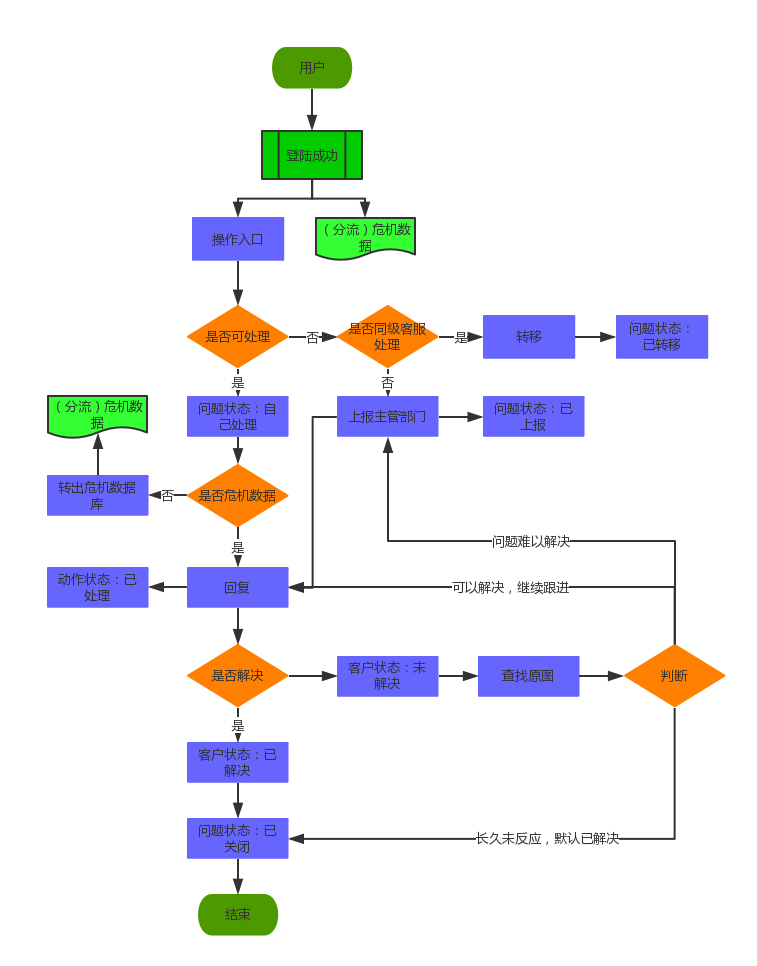 用户
登陆成功
操作入口
（分流）危机数
据
是否可处理
否
是否同级客服
处理
是
转移
问题状态：
已转移
是
否
（分流）危机数
据
问题状态：自
己处理
上报主管部门
问题状态：已
上报
转出危机数据
库
否
是否危机数据
问题难以解决
是
动作状态：已
处理
回复
可以解决，继续跟进
是否解决
客户状态：未
解决
查找原图
判断
是
客户状态：已
解决
问题状态：已
关闭
长久未反应，默认已解决
结束